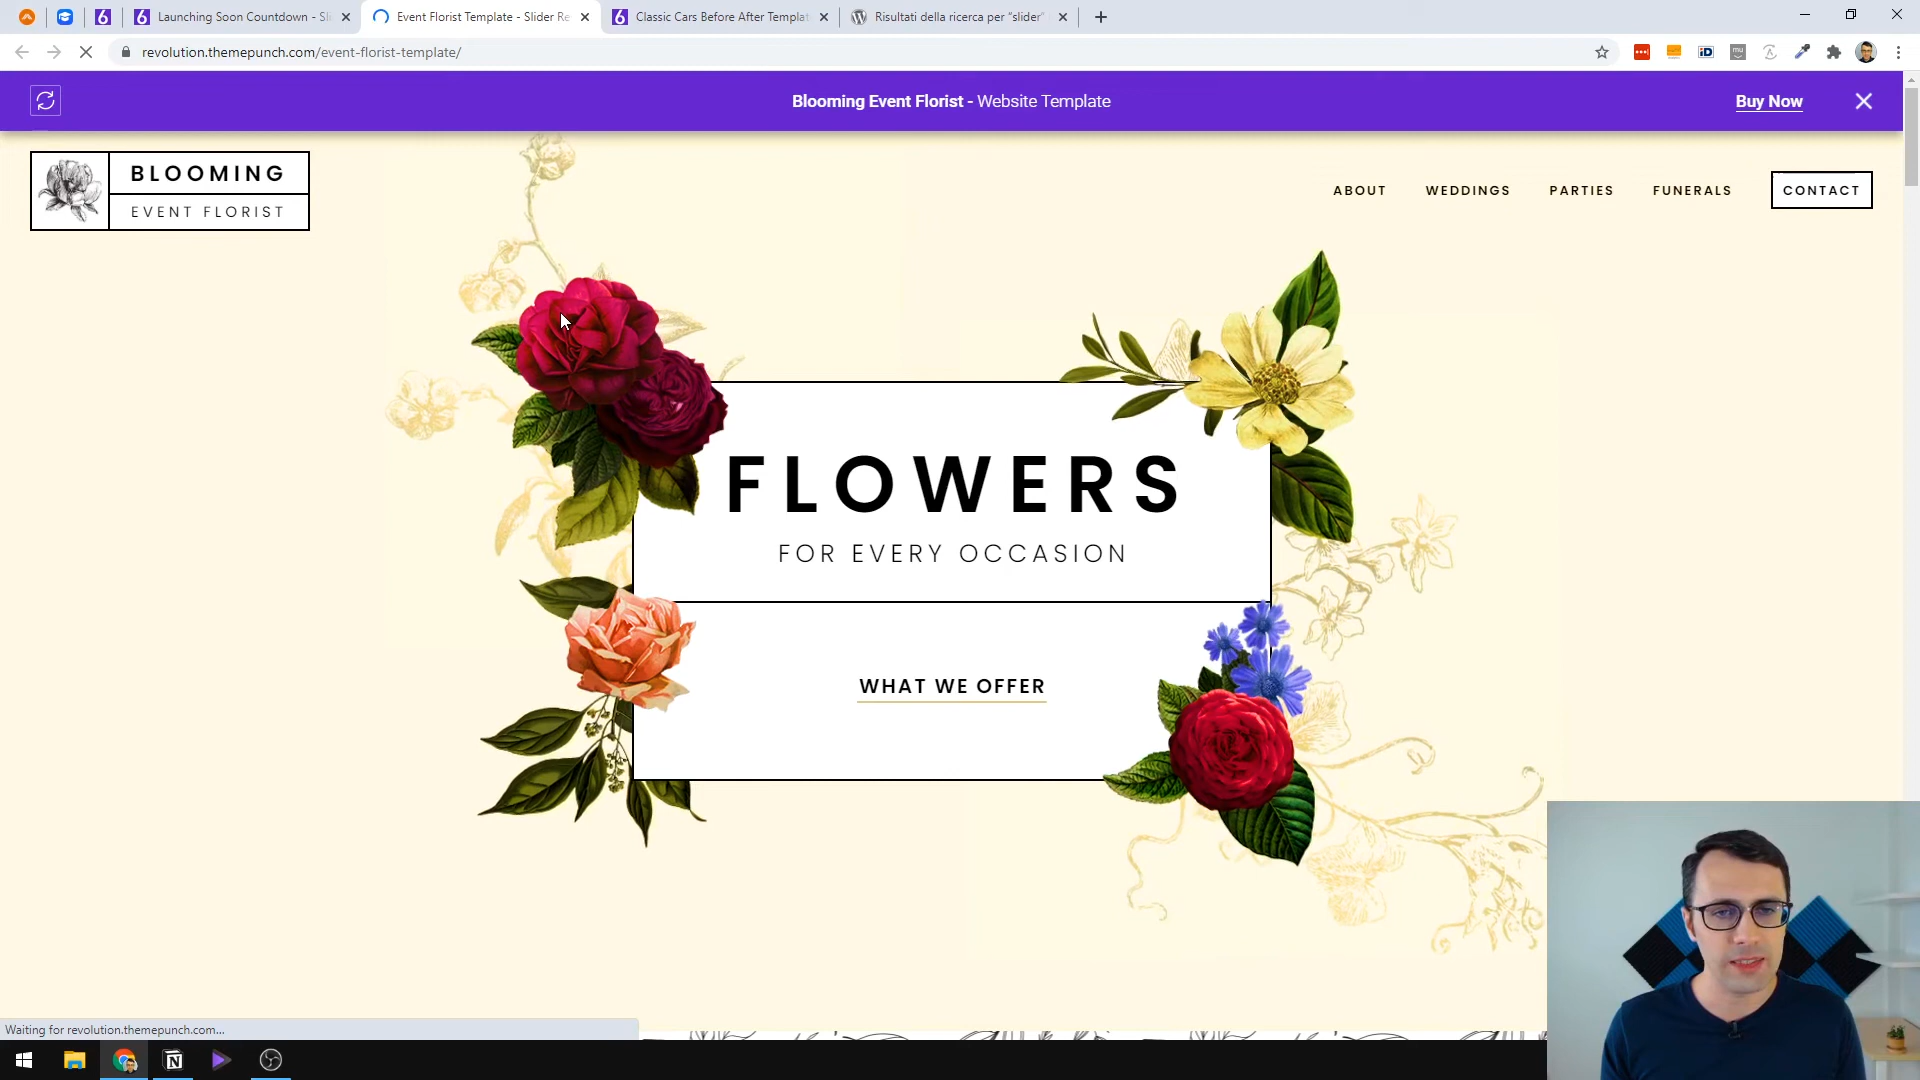 Launching Soon Countdown - Sli
Event Florist Template - Slider Re
Classic Cars Before After Templat
Risultati della ricerca per "slider"
revolution.themepunch.com/event-florist-template/
Blooming Event Florist - Website Template
Buy Now
BLOOMING
EVENT FLORIST
ABOUT
WEDDINGS
PARTIES
FUNERALS
CONTACT
FLOWERS
FOR EVERY OCCASION
WHAT WE OFFER
Waiting for revolution.themepunch.com...